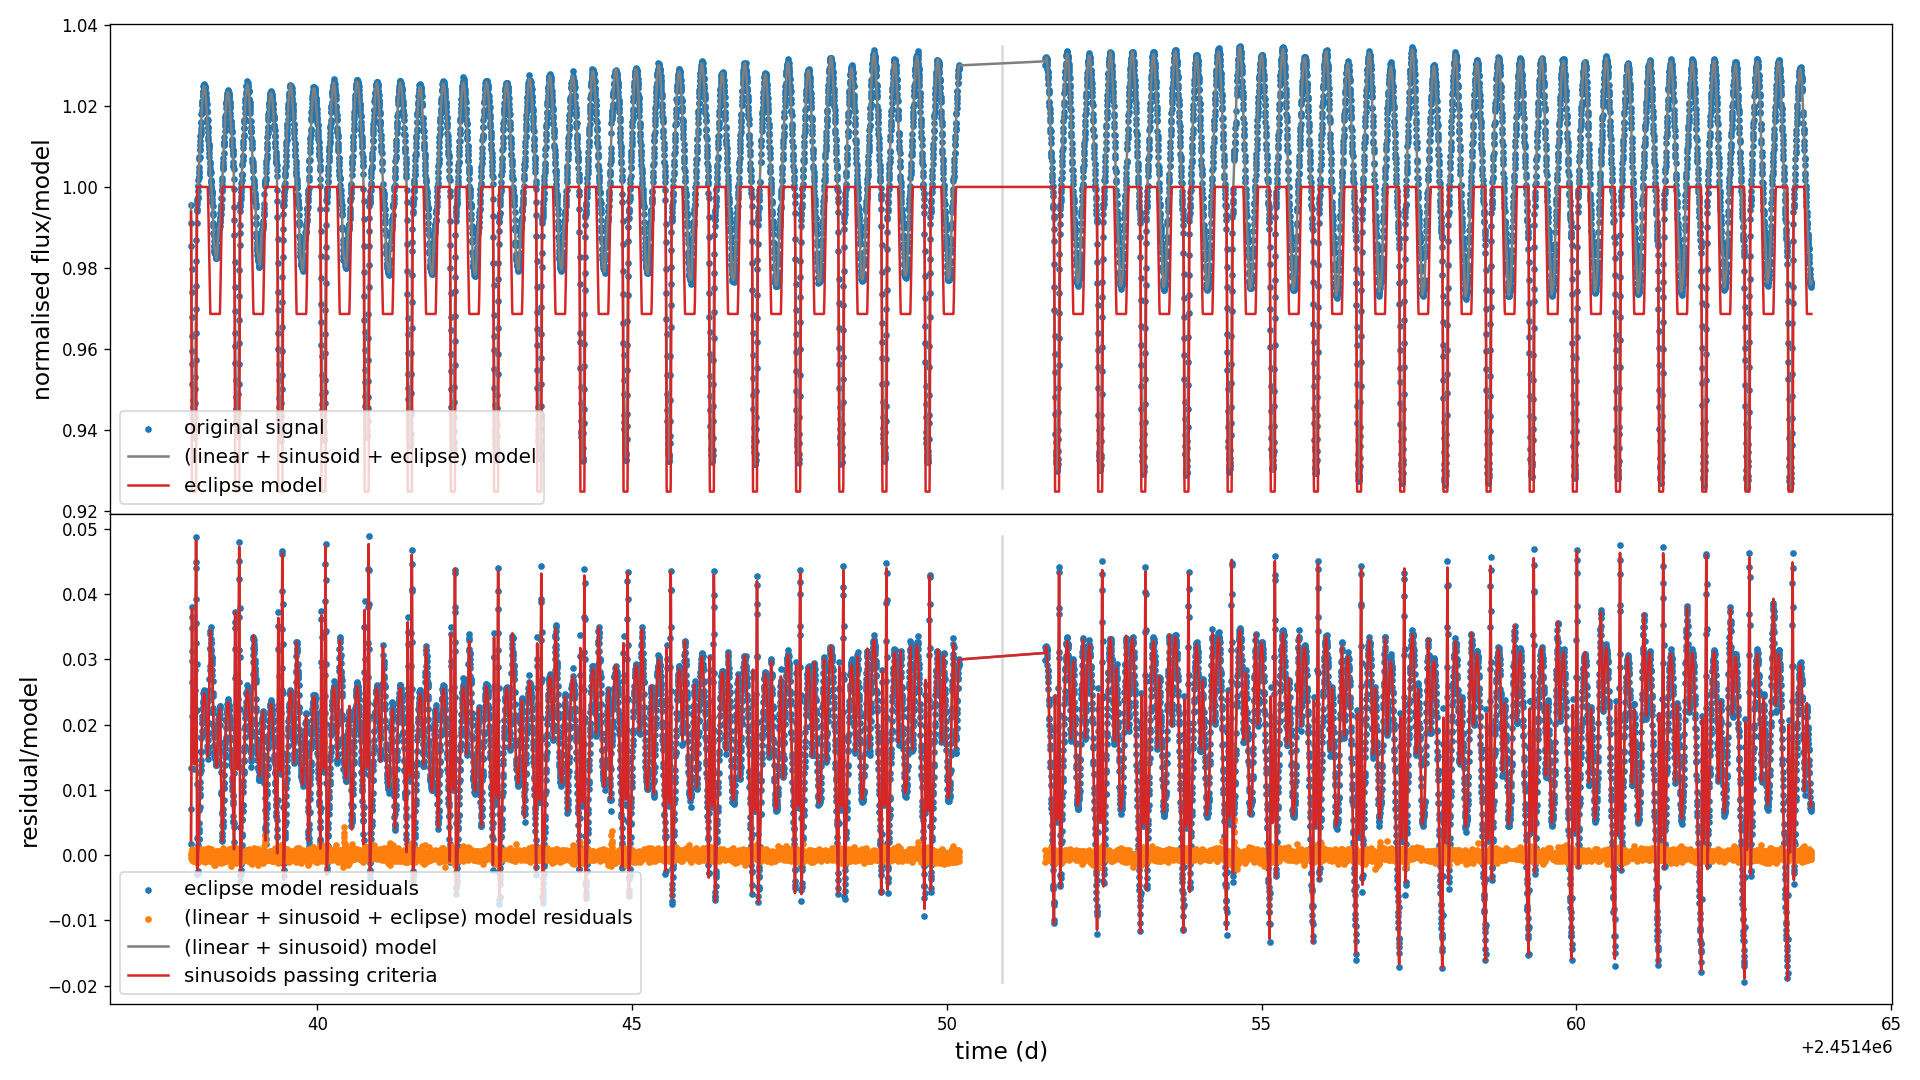 1.04
1.02
1.00
0.98
0.96
0.94
0.92
normalised flux/model
original signal
(linear + sinusoid + eclipse) model
eclipse model
0.05
0.04
0.03
0.02
0.01
0.00
−0.01
−0.02
residual/model
eclipse model residuals
(linear + sinusoid + eclipse) model residuals
(linear + sinusoid) model
sinusoids passing criteria
40
45
50
55
60
65
time (d)
+2.4514e6